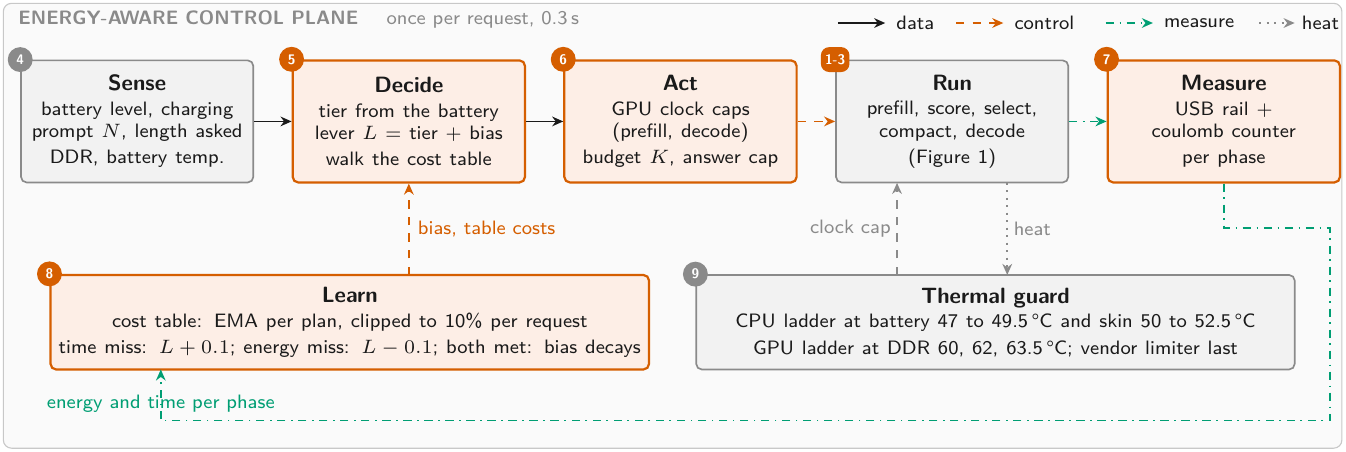 ENERGY-AWARE CONTROL PLANE once per request, 0.3 s
data control measure heat
4
Sense
battery level, charging
prompt N, length asked
DDR, battery temp.
5
Decide
tier from the battery
lever L = tier + bias
walk the cost table
6
Act
GPU clock caps
(prefill, decode)
budget K, answer cap
1-3
Run
prefill, score, select,
compact, decode
(Figure 1)
7
Measure
USB rail +
coulomb counter
per phase
bias, table costs
clock cap
heat
8
Learn
cost table: EMA per plan, clipped to 10% per request
time miss: L + 0.1; energy miss: L − 0.1; both met: bias decays
9
Thermal guard
CPU ladder at battery 47 to 49.5 °C and skin 50 to 52.5 °C
GPU ladder at DDR 60, 62, 63.5 °C; vendor limiter last
energy and time per phase